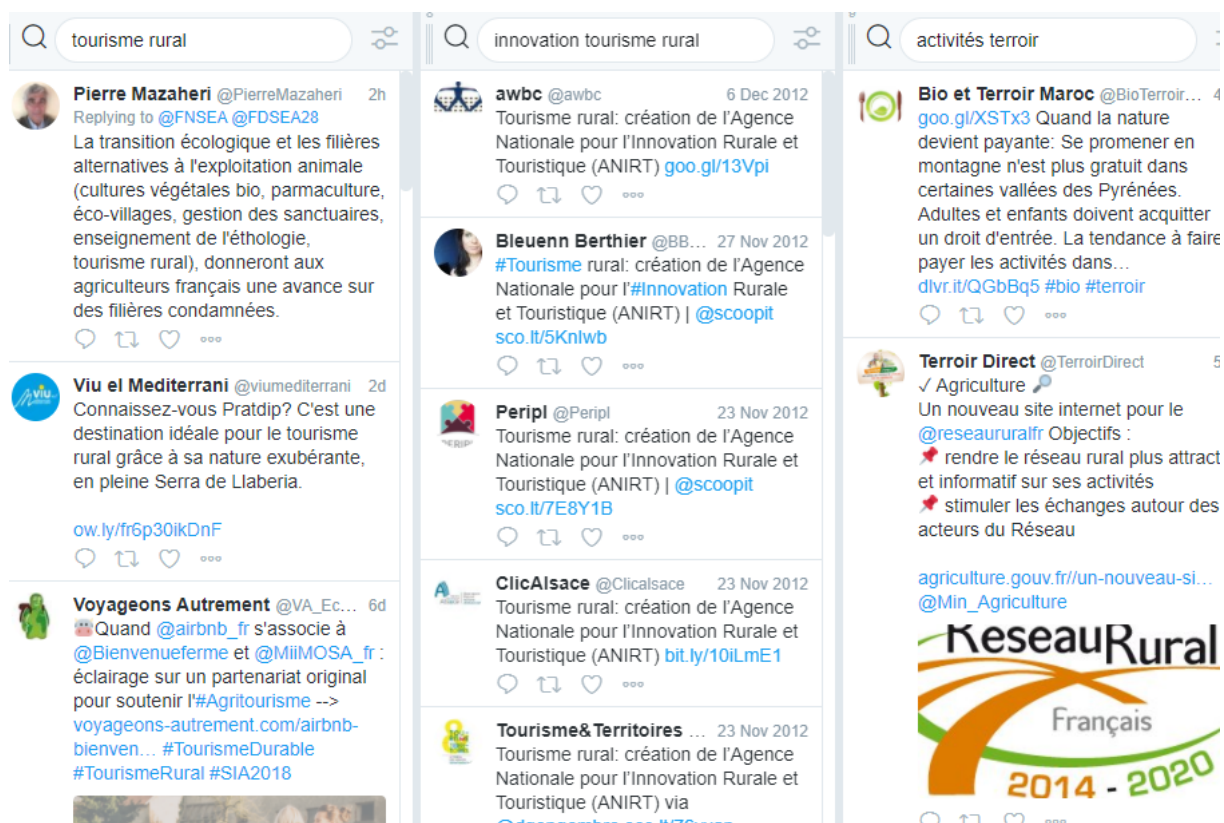 tourisme rural
Pierre Mazaheri @PierreMazaheri 2h
Replying to @FNSEA @FDSEA28
La transition écologique et les filières
alternatives à l'exploitation animale
(cultures végétales bio, parmaculture,
éco-villages, gestion des sanctuaires,
enseignement de l'éthologie,
tourisme rural), donneront aux
agriculteurs français une avance sur
des filières condamnées.
Viu el Mediterrani @viumediterrani 2d
Connaissez-vous Pratdip? C'est une
destination idéale pour le tourisme
rural grâce à sa nature exubérante,
en pleine Serra de Llaberia.
ow.ly/fr6p30ikDnF
Voyageons Autrement @VA_Ec... 6d
Quand @airbnb_fr s'associe à
@Bienvenueferme et @MiiMOSA_fr :
éclairage sur un partenariat original
pour soutenir l'#Agritourisme -->
voyageons-autrement.com/airbnb-
bienven… #TourismeDurable
#TourismeRural #SIA2018
innovation tourisme rural
awbc @awbc 6 Dec 2012
Tourisme rural: création de l'Agence
Nationale pour l'Innovation Rurale et
Touristique (ANIRT) goo.gl/13Vpi
Bleuenn Berthier @BB... 27 Nov 2012
#Tourisme rural: création de l'Agence
Nationale pour l'#Innovation Rurale
et Touristique (ANIRT) | @scoopit
sco.lt/5KnIwb
Peripl @Peripl 23 Nov 2012
Tourisme rural: création de l'Agence
Nationale pour l'Innovation Rurale et
Touristique (ANIRT) | @scoopit
sco.lt/7E8Y1B
ClicAlsace @Clicalsace 23 Nov 2012
Tourisme rural: création de l'Agence
Nationale pour l'Innovation Rurale et
Touristique (ANIRT) bit.ly/10iLmE1
Tourisme&Territoires ... 23 Nov 2012
Tourisme rural: création de l'Agence
Nationale pour l'Innovation Rurale et
Touristique (ANIRT) via
activités terroir
Bio et Terroir Maroc @BioTerroir... 4
goo.gl/XSTx3 Quand la nature
devient payante: Se promener en
montagne n'est plus gratuit dans
certaines vallées des Pyrénées.
Adultes et enfants doivent acquitter
un droit d'entrée. La tendance à faire
payer les activités dans…
dlvr.it/QGbBq5 #bio #terroir
Terroir Direct @TerroirDirect 5
✓ Agriculture 🔎
Un nouveau site internet pour le
@reseaururalfr Objectifs :
📌 rendre le réseau rural plus attract
et informatif sur ses activités
📌 stimuler les échanges autour des
acteurs du Réseau
agriculture.gouv.fr//un-nouveau-si…
@Min_Agriculture
ReseauRural
Français
2014 - 2020